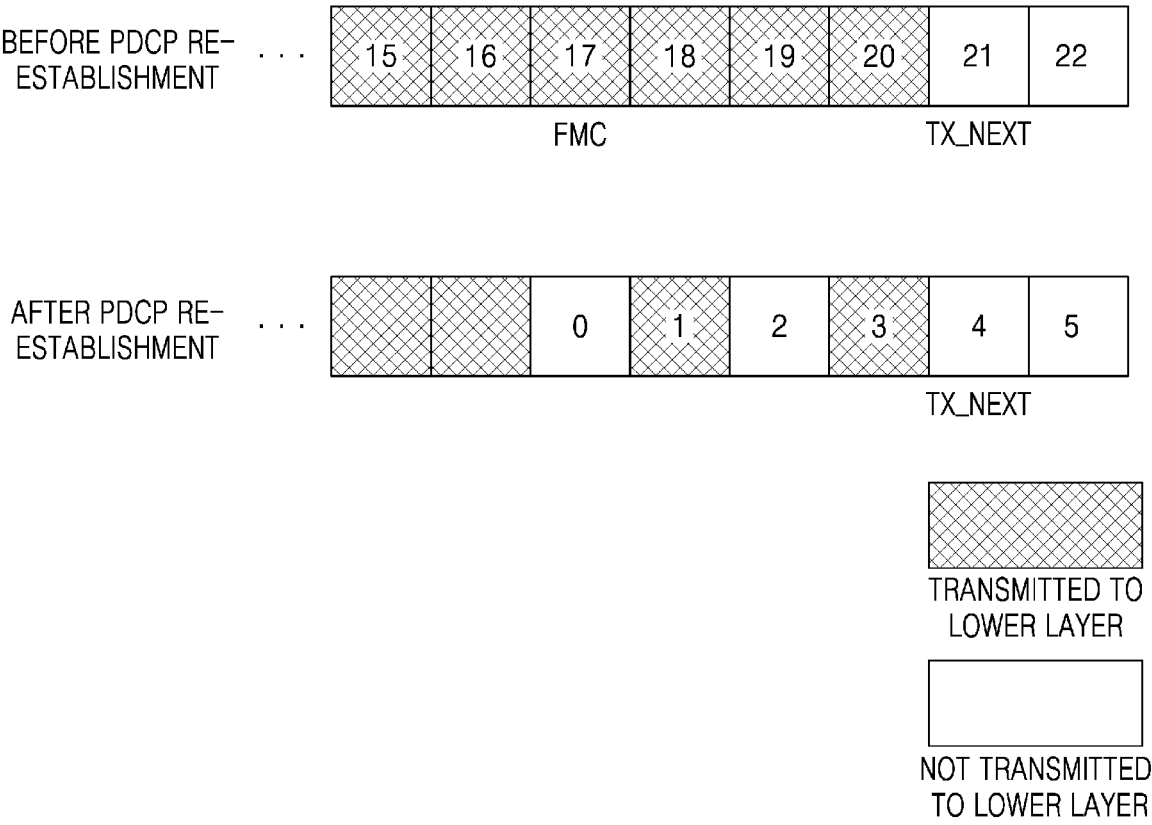 BEFORE PDCP RE-
ESTABLISHMENT
. . .
15 16 17 18 19 20 21 22
FMC TX_NEXT
AFTER PDCP RE-
ESTABLISHMENT
. . .
0 1 2 3 4 5
TX_NEXT
TRANSMITTED TO
LOWER LAYER
NOT TRANSMITTED
TO LOWER LAYER